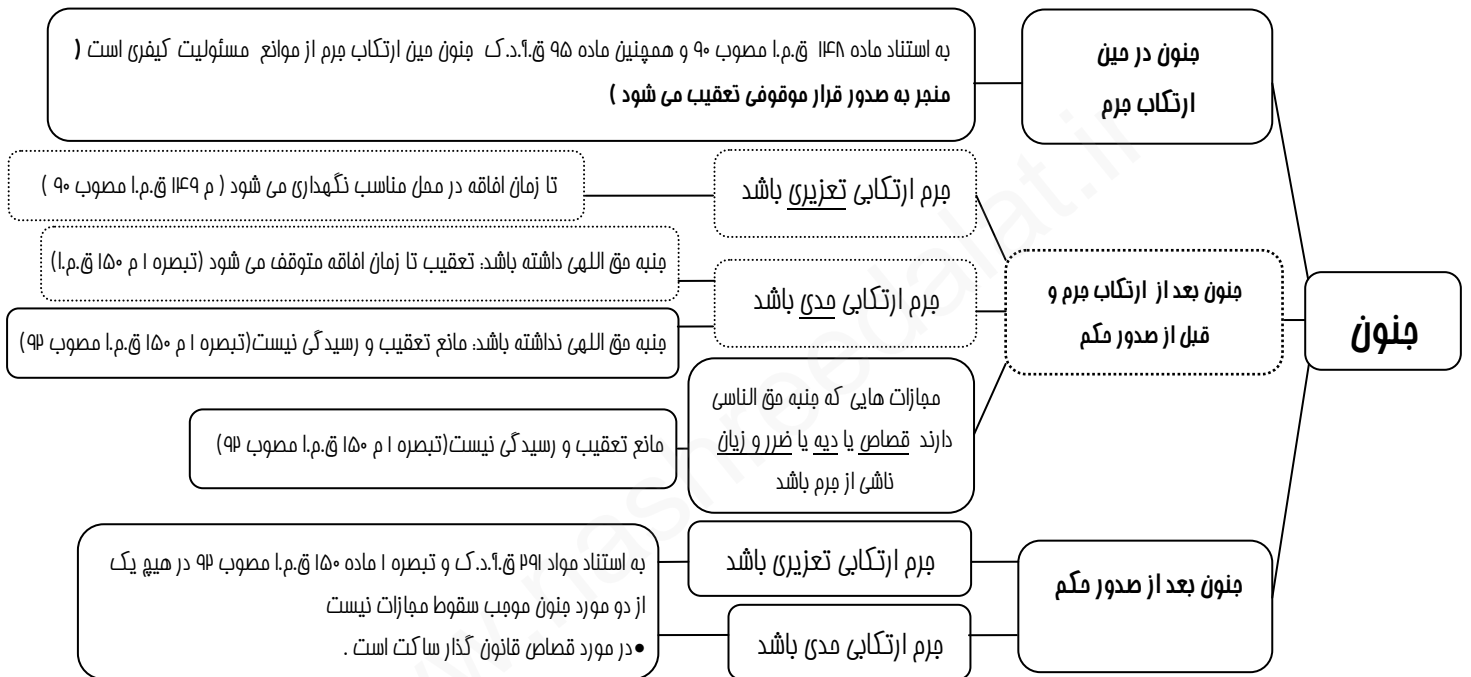 جنون
جنون در حین
ارتکاب جرم
به استناد ماده ۱۴۸ ق.م.ا مصوب ۹۰ و همچنین ماده ۹۵ ق.آ.د.ک جنون حین ارتکاب جرم از موانع مسئولیت کیفری است (
منجر به صدور قرار موقوفی تعقیب می شود )
جنون بعد از ارتکاب جرم و
قبل از صدور حکم
جرم ارتکابی تعزیری باشد
تا زمان افاقه در محل مناسب نگهداری می شود ( م ۱۴۹ ق.م.ا مصوب ۹۰ )
جرم ارتکابی حدی باشد
جنبه حق اللهی داشته باشد: تعقیب تا زمان افاقه متوقف می شود (تبصره ۱ م ۱۵۰ ق.م.ا)
جنبه حق اللهی نداشته باشد: مانع تعقیب و رسیدگی نیست(تبصره ۱ م ۱۵۰ ق.م.ا مصوب ۹۲)
مجازات هایی که جنبه حق الناسی
دارند قصاص یا دیه یا ضرر و زیان
ناشی از جرم باشد
مانع تعقیب و رسیدگی نیست(تبصره ۱ م ۱۵۰ ق.م.ا مصوب ۹۲)
جنون بعد از صدور حکم
جرم ارتکابی تعزیری باشد
جرم ارتکابی حدی باشد
به استناد مواد ۲۹۱ ق.آ.د.ک و تبصره ۱ ماده ۱۵۰ ق.م.ا مصوب ۹۲ در هیچ یک
از دو مورد جنون موجب سقوط مجازات نیست
•در مورد قصاص قانون گذار ساکت است .
www.nashreedalat.ir